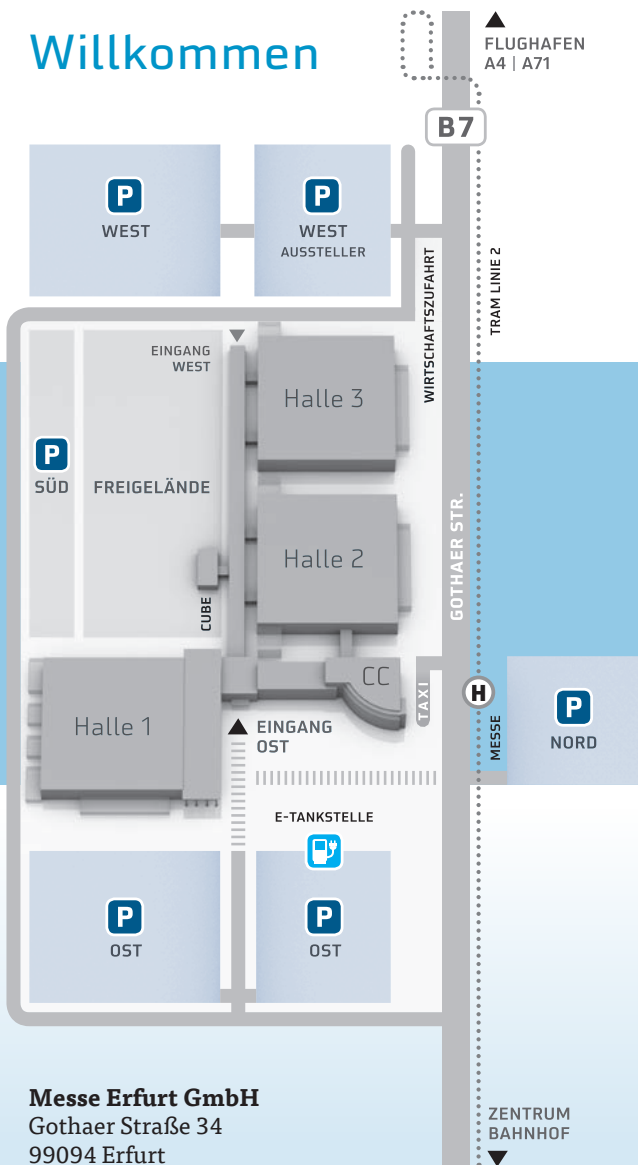 Willkommen
FLUGHAFEN
A4 | A71
B7
P
WEST
P
WEST
AUSSTELLER
WIRTSCHAFTSZUFAHRT
TRAM LINIE 2
EINGANG
WEST
Halle 3
P
SÜD
FREIGELÄNDE
GOTHAER STR.
Halle 2
CUBE
CC
TAXI
H
MESSE
P
NORD
Halle 1
EINGANG
OST
E-TANKSTELLE
P
OST
P
OST
Messe Erfurt GmbH
Gothaer Straße 34
99094 Erfurt
ZENTRUM
BAHNHOF